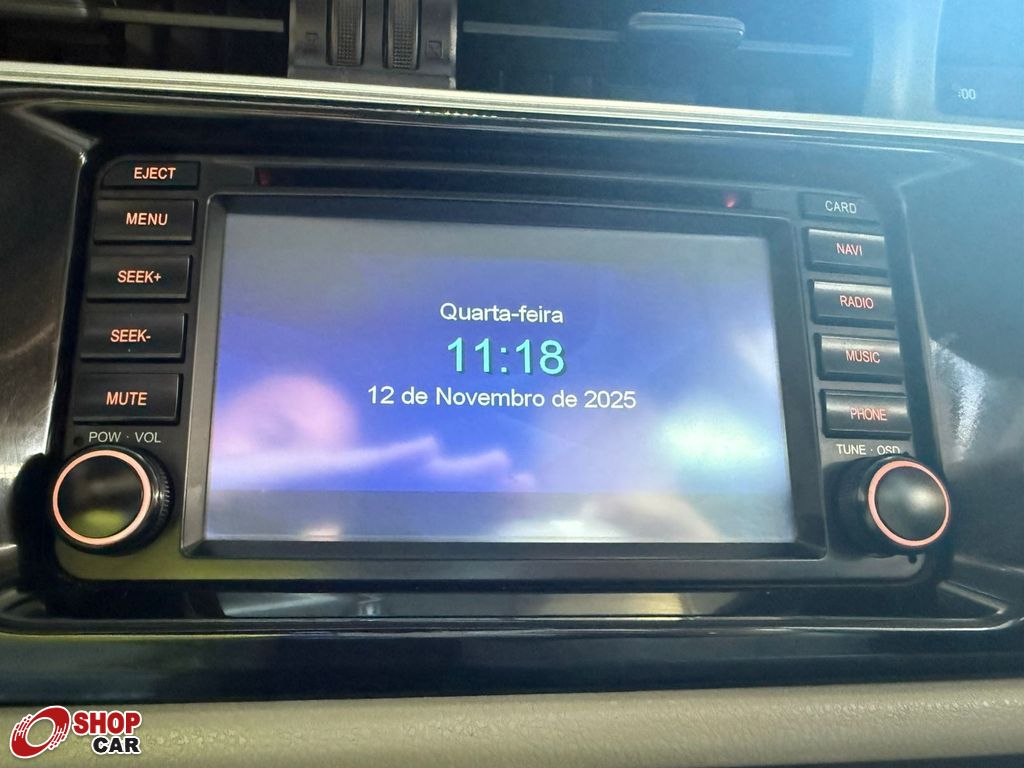 :00
EJECT
MENU
SEEK+
SEEK-
MUTE
POW · VOL
Quarta-feira
11:18
12 de Novembro de 2025
CARD
NAVI
RADIO
MUSIC
PHONE
TUNE · OSD
SHOP
CAR